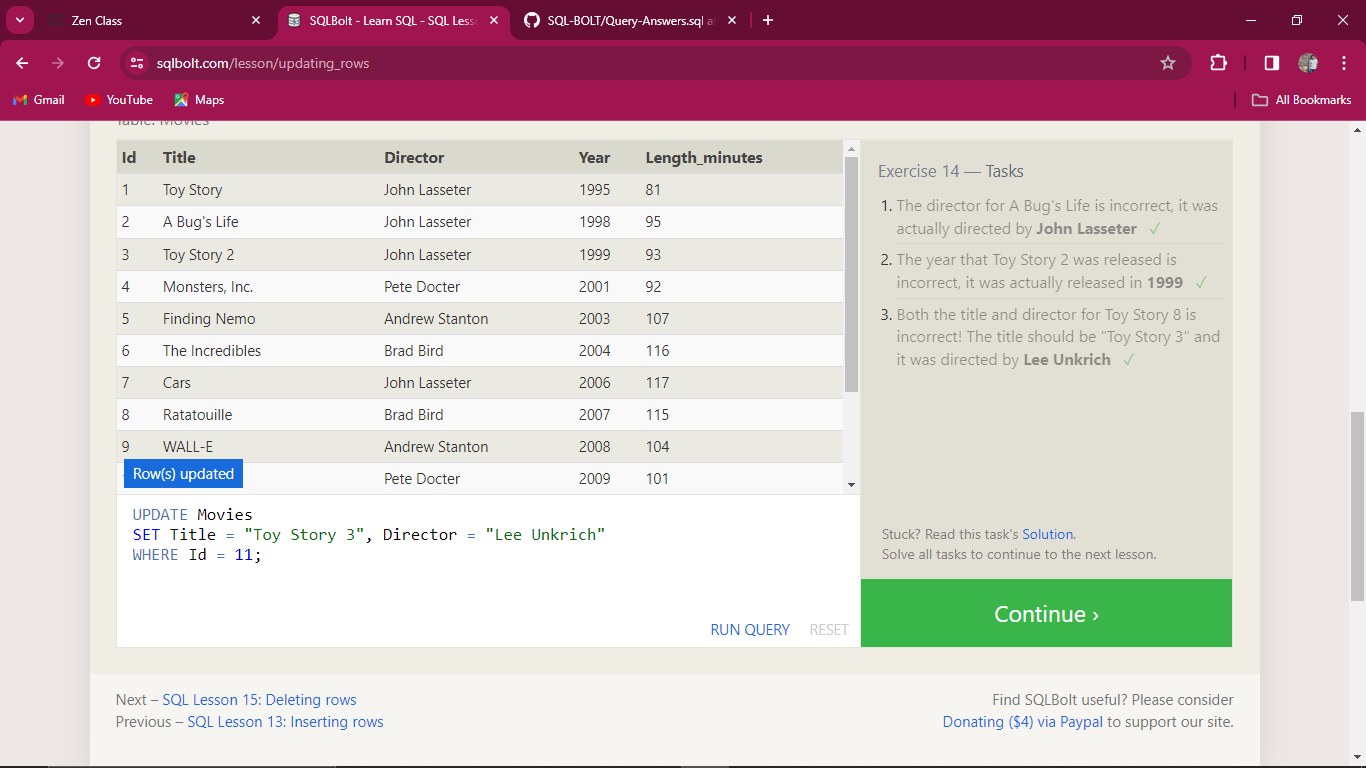 Zen Class
SQLBolt - Learn SQL - SQL Less
SQL-BOLT/Query-Answers.sql at
sqlbolt.com/lesson/updating_rows
Gmail YouTube Maps All Bookmarks
Table: Movies
Id Title Director Year Length_minutes
1 Toy Story John Lasseter 1995 81
2 A Bug's Life John Lasseter 1998 95
3 Toy Story 2 John Lasseter 1999 93
4 Monsters, Inc. Pete Docter 2001 92
5 Finding Nemo Andrew Stanton 2003 107
6 The Incredibles Brad Bird 2004 116
7 Cars John Lasseter 2006 117
8 Ratatouille Brad Bird 2007 115
9 WALL-E Andrew Stanton 2008 104
Pete Docter 2009 101
Row(s) updated
UPDATE Movies
SET Title = "Toy Story 3", Director = "Lee Unkrich"
WHERE Id = 11;
RUN QUERY RESET
Exercise 14 — Tasks
1. The director for A Bug's Life is incorrect, it was
actually directed by John Lasseter ✓
2. The year that Toy Story 2 was released is
incorrect, it was actually released in 1999 ✓
3. Both the title and director for Toy Story 8 is
incorrect! The title should be "Toy Story 3" and
it was directed by Lee Unkrich ✓
Stuck? Read this task's Solution.
Solve all tasks to continue to the next lesson.
Continue ›
Next – SQL Lesson 15: Deleting rows
Previous – SQL Lesson 13: Inserting rows
Find SQLBolt useful? Please consider
Donating ($4) via Paypal to support our site.